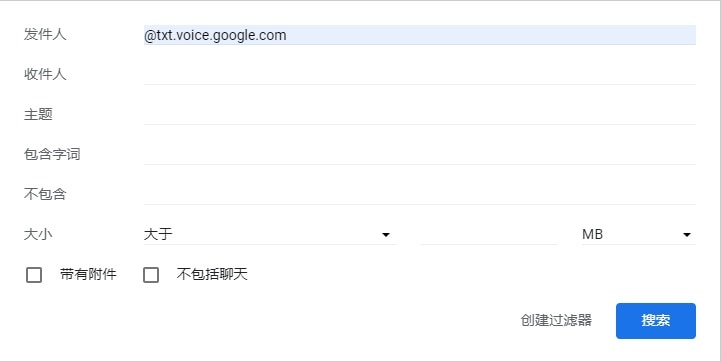 发件人 @txt.voice.google.com
收件人
主题
包含字词
不包含
大小 大于 MB
带有附件 不包括聊天
创建过滤器 搜索